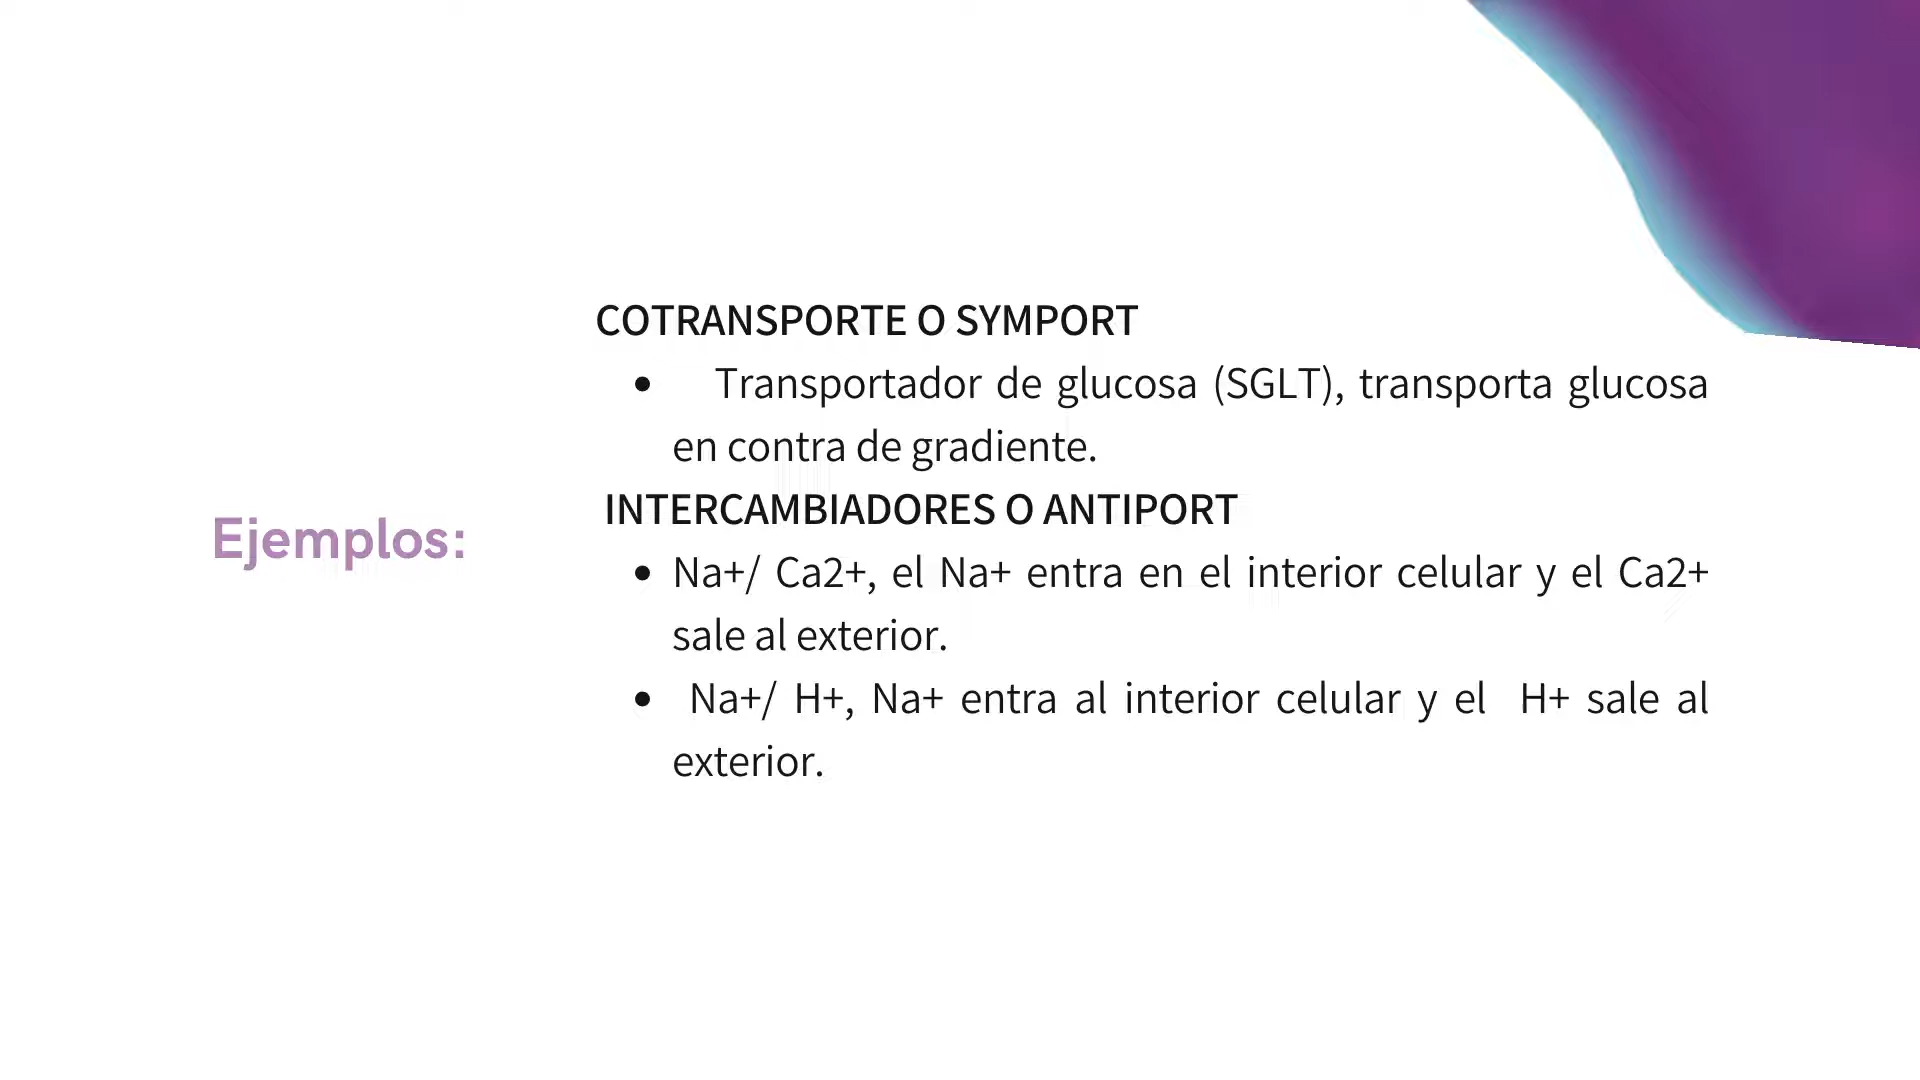 Ejemplos:
COTRANSPORTE O SYMPORT
• Transportador de glucosa (SGLT), transporta glucosa
en contra de gradiente.
INTERCAMBIADORES O ANTIPORT
• Na+/ Ca2+, el Na+ entra en el interior celular y el Ca2+
sale al exterior.
• Na+/ H+, Na+ entra al interior celular y el H+ sale al
exterior.